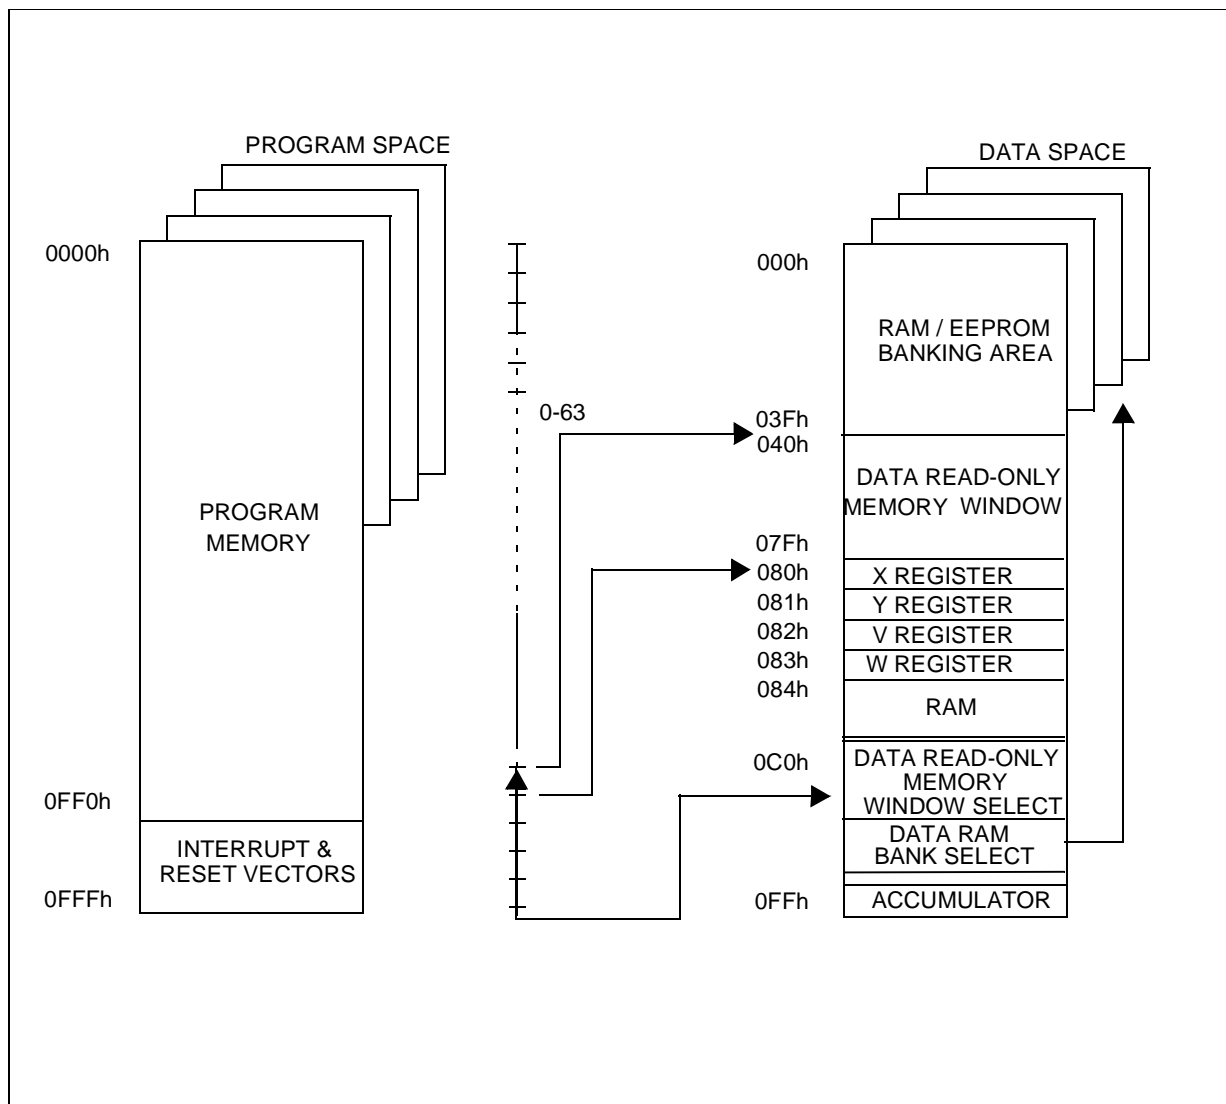 PROGRAM SPACE
0000h
PROGRAM
MEMORY
0FF0h
INTERRUPT &
RESET VECTORS
0FFFh
0-63
DATA SPACE
000h
RAM / EEPROM
BANKING AREA
03Fh
040h
DATA READ-ONLY
MEMORY WINDOW
07Fh
080h
X REGISTER
081h
Y REGISTER
082h
V REGISTER
083h
W REGISTER
084h
RAM
0C0h
DATA READ-ONLY
MEMORY
WINDOW SELECT
DATA RAM
BANK SELECT
0FFh
ACCUMULATOR